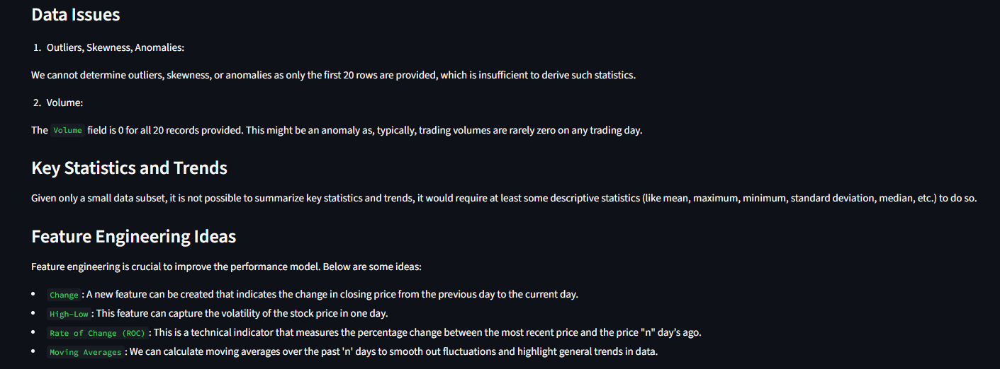 Data Issues
1. Outliers, Skewness, Anomalies:
We cannot determine outliers, skewness, or anomalies as only the first 20 rows are provided, which is insufficient to derive such statistics.
2. Volume:
The Volume field is 0 for all 20 records provided. This might be an anomaly as, typically, trading volumes are rarely zero on any trading day.
Key Statistics and Trends
Given only a small data subset, it is not possible to summarize key statistics and trends, it would require at least some descriptive statistics (like mean, maximum, minimum, standard deviation, median, etc.) to do so.
Feature Engineering Ideas
Feature engineering is crucial to improve the performance model. Below are some ideas:
• Change : A new feature can be created that indicates the change in closing price from the previous day to the current day.
• High-Low : This feature can capture the volatility of the stock price in one day.
• Rate of Change (ROC) : This is a technical indicator that measures the percentage change between the most recent price and the price "n" day’s ago.
• Moving Averages : We can calculate moving averages over the past 'n' days to smooth out fluctuations and highlight general trends in data.